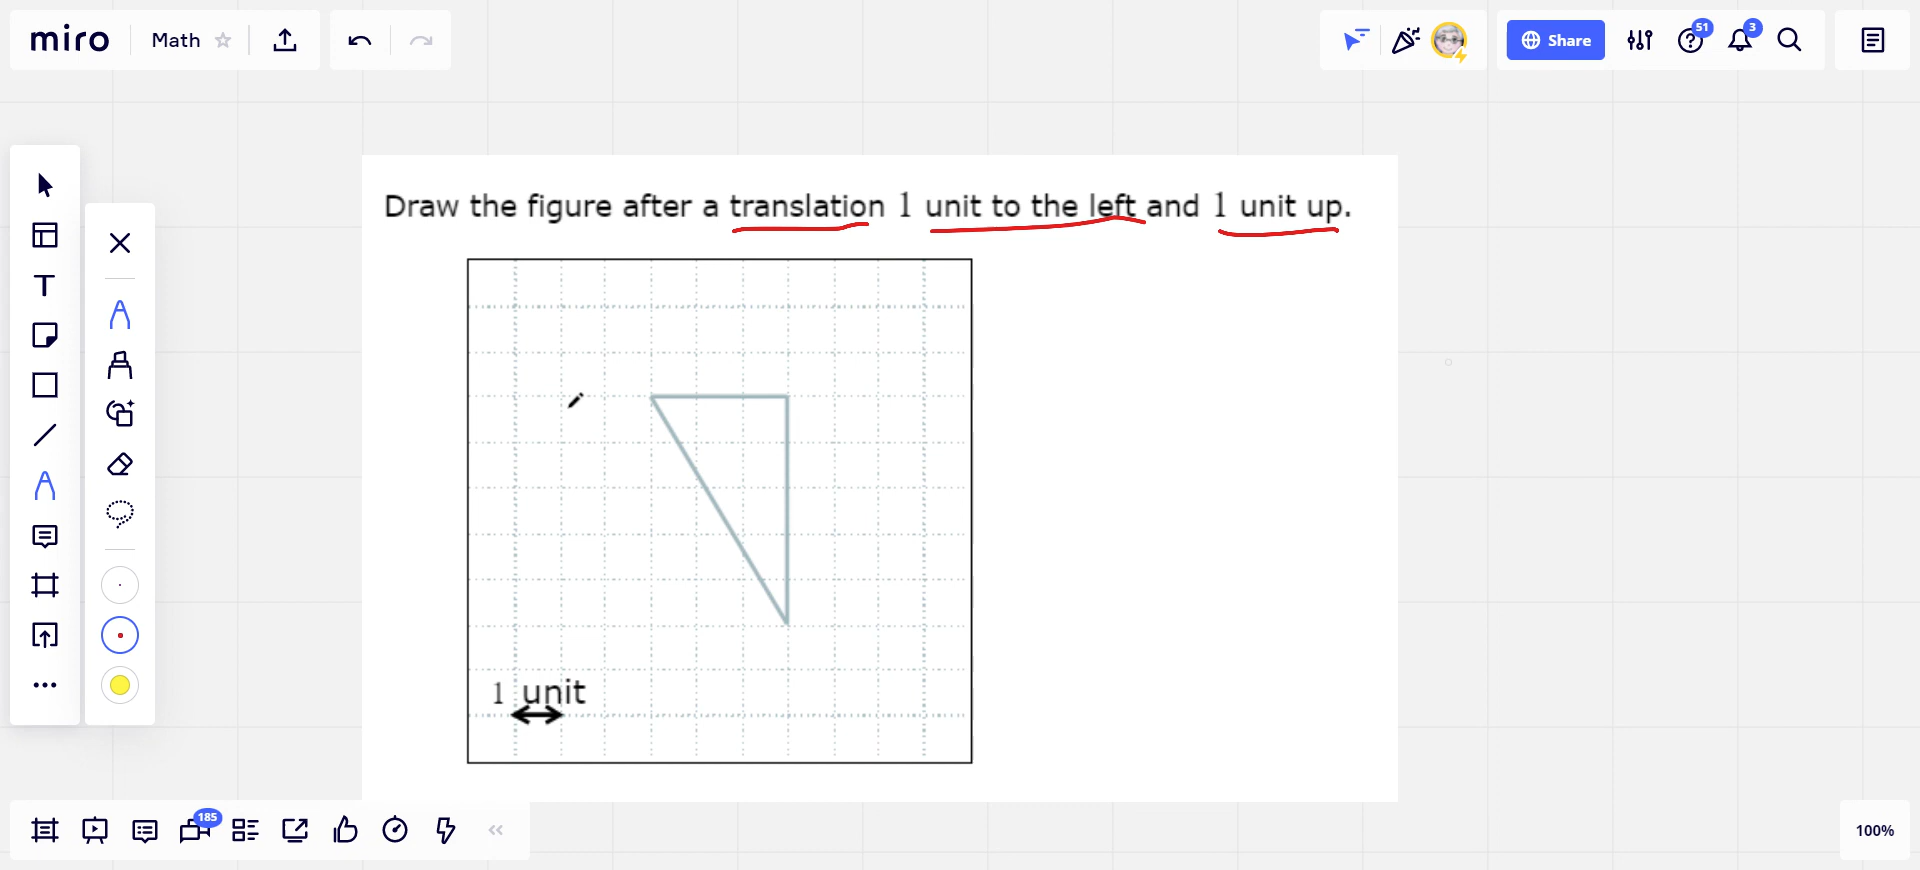 miro
Math
Share
51
3
Draw the figure after a translation 1 unit to the left and 1 unit up.
T
1 unit
185
100%